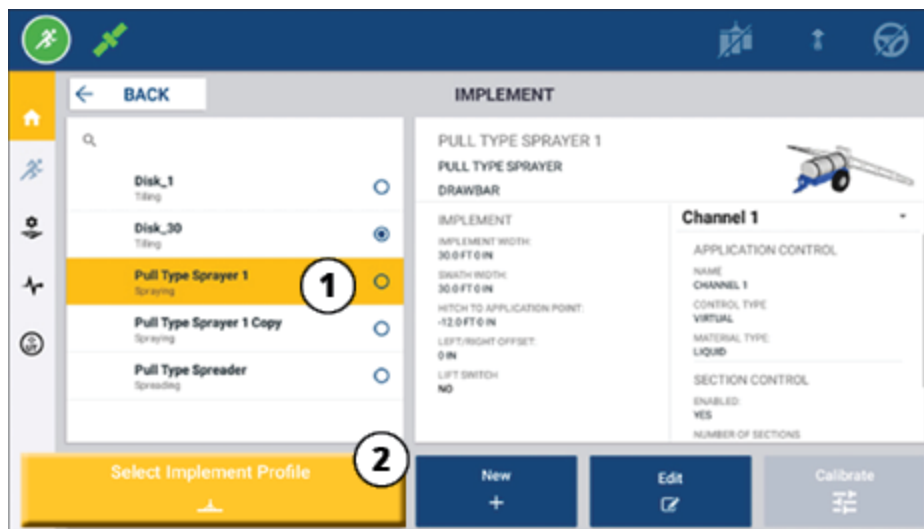 BACK
IMPLEMENT
Disk_1
Tilling
Disk_30
Tilling
Pull Type Sprayer 1
Spraying
1
Pull Type Sprayer 1 Copy
Spraying
Pull Type Spreader
Spreading
PULL TYPE SPRAYER 1
PULL TYPE SPRAYER
DRAWBAR
IMPLEMENT
IMPLEMENT WIDTH:
30.0 FT 0 IN
SWATH WIDTH:
30.0 FT 0 IN
HITCH TO APPLICATION POINT:
-12.0 FT 0 IN
LEFT/RIGHT OFFSET:
0 IN
LIFT SWITCH
NO
Channel 1
APPLICATION CONTROL
NAME
CHANNEL 1
CONTROL TYPE
VIRTUAL
MATERIAL TYPE:
LIQUID
SECTION CONTROL
ENABLED:
YES
NUMBER OF SECTIONS
Select Implement Profile
2
New
Edit
Calibrate